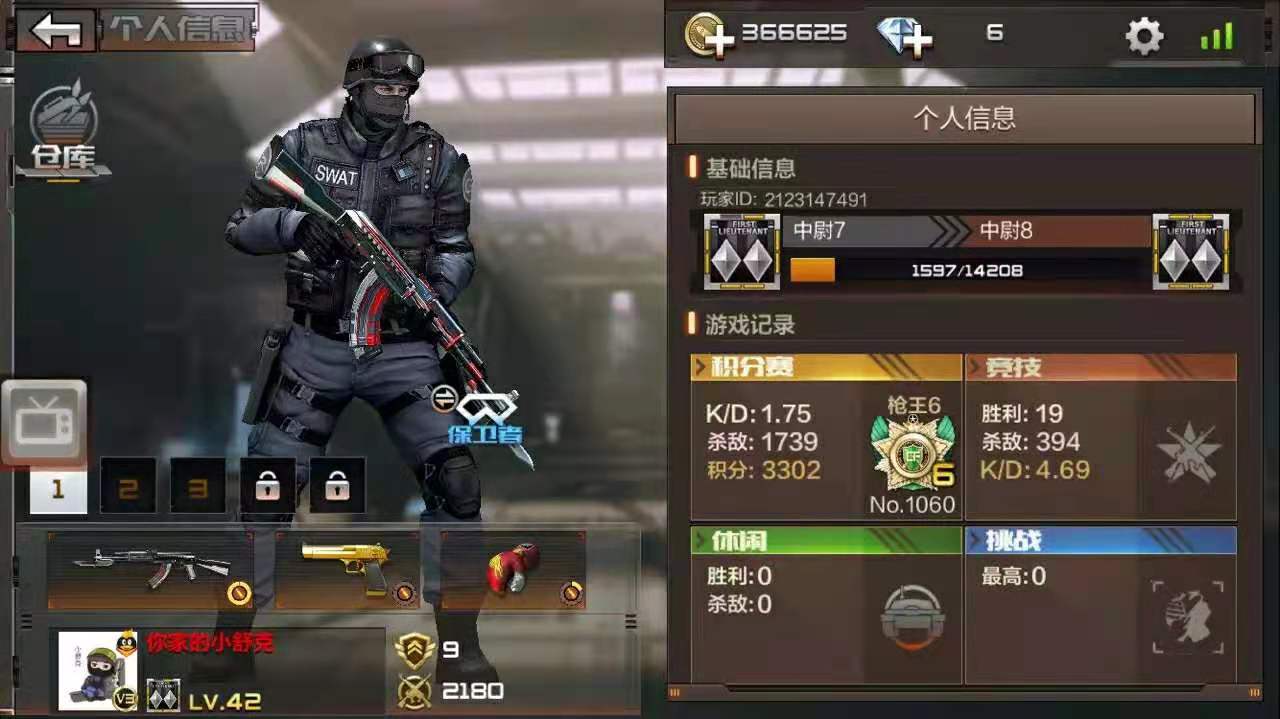 个人信息
366625
6
仓库
SWAT
个人信息
基础信息
玩家ID: 2123147491
FIRST LIEUTENANT
中尉7
中尉8
FIRST LIEUTENANT
1597/14208
游戏记录
积分赛
K/D: 1.75
杀敌: 1739
积分: 3302
枪王6
CF
6
No.1060
竞技
胜利: 19
杀敌: 394
K/D: 4.69
休闲
胜利: 0
杀敌: 0
挑战
最高: 0
保卫者
1
2
3
你家的小舒克
V3
LV.42
9
2180